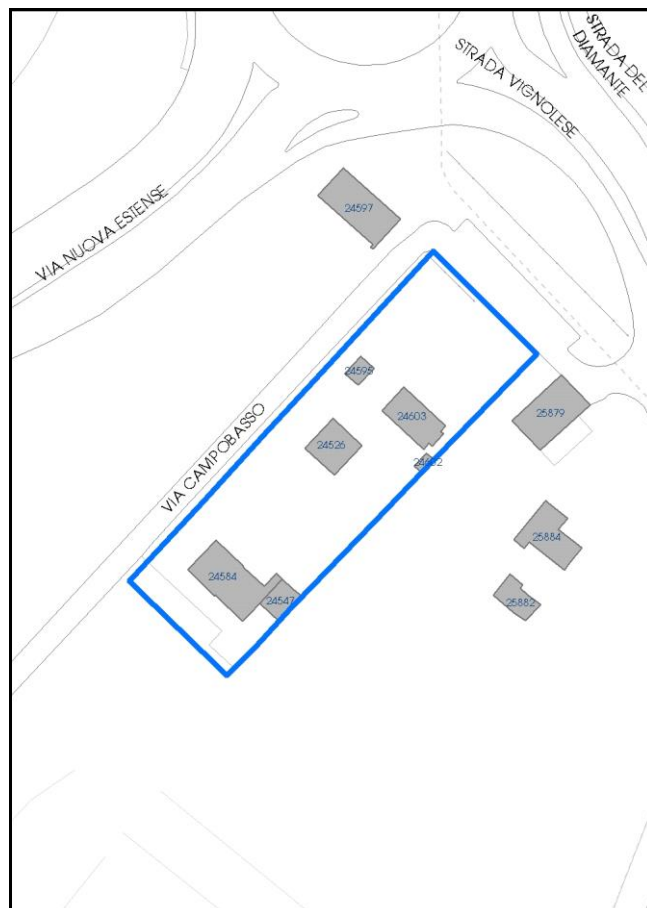 STRADA DEL
DIAMANTE
STRADA VIGNOLESE
VIA NUOVA ESTENSE
24597
24595
24603
25879
24526
VIA CAMPOBASSO
25884
24584
24547
25882